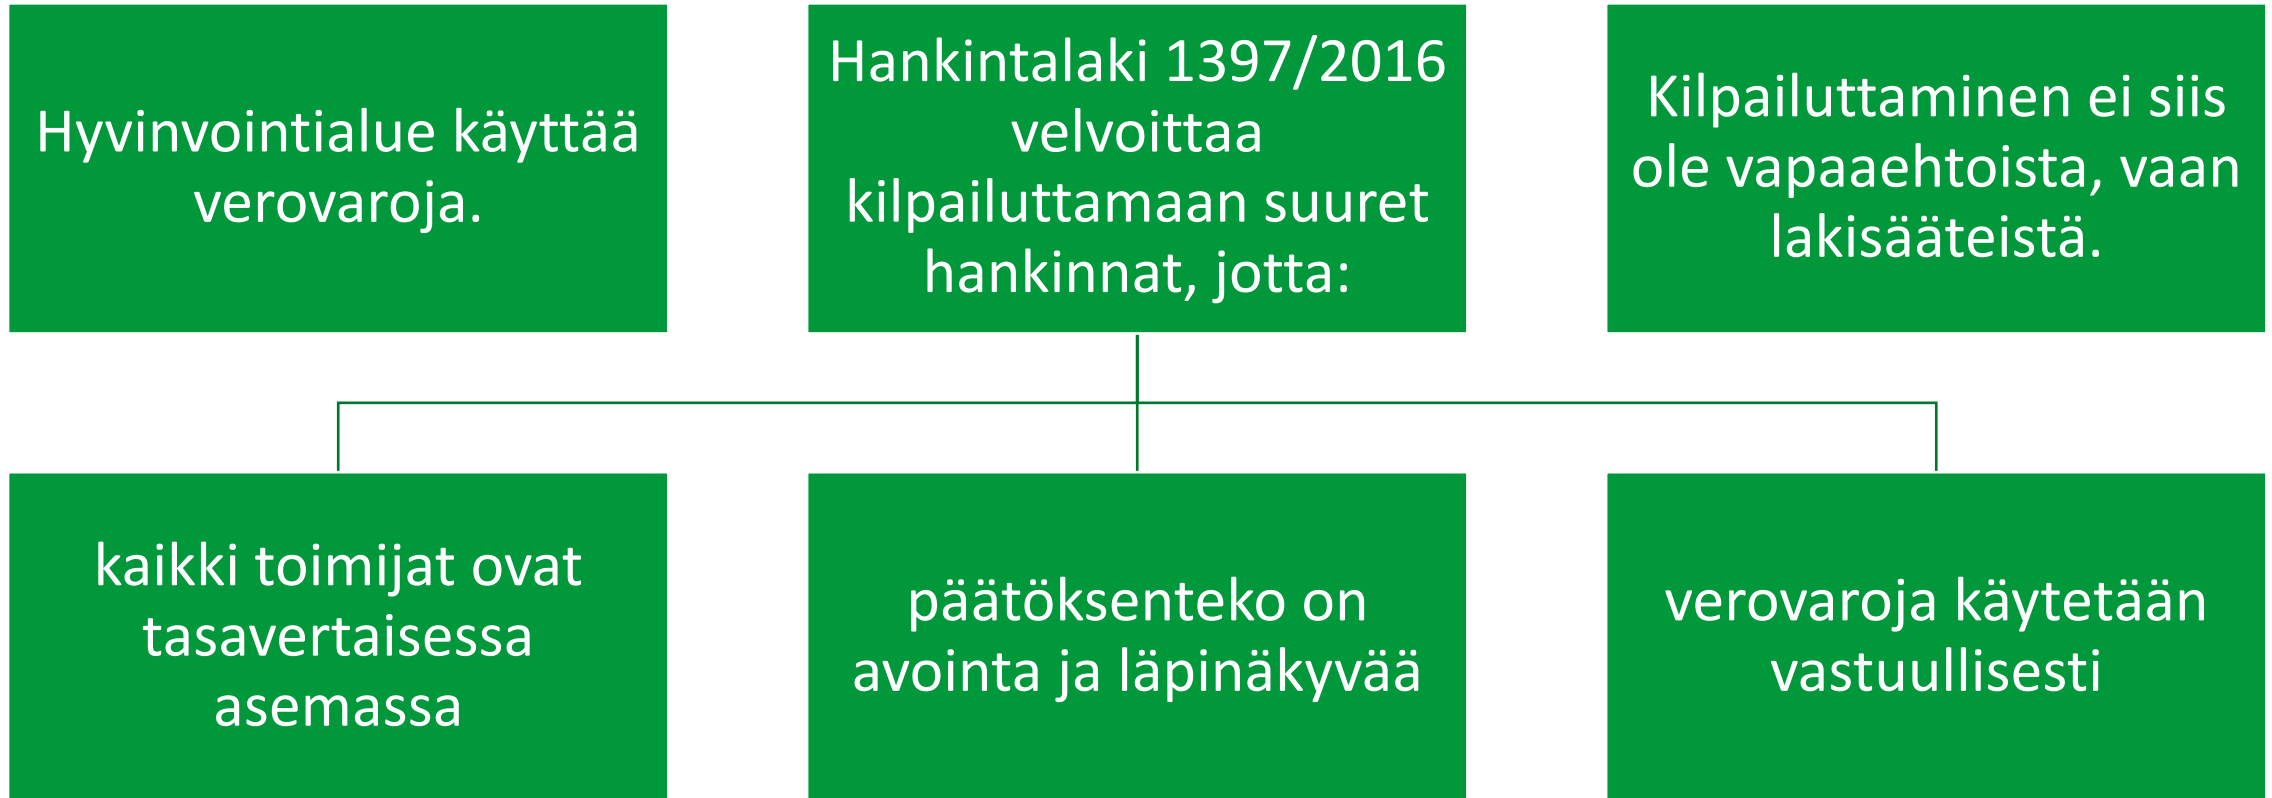 Hyvinvointialue käyttää
verovaroja.
Hankintalaki 1397/2016
velvoittaa
kilpailuttamaan suuret
hankinnat, jotta:
Kilpailuttaminen ei siis
ole vapaaehtoista, vaan
lakisääteistä.
kaikki toimijat ovat
tasavertaisessa
asemassa
päätöksenteko on
avointa ja läpinäkyvää
verovaroja käytetään
vastuullisesti